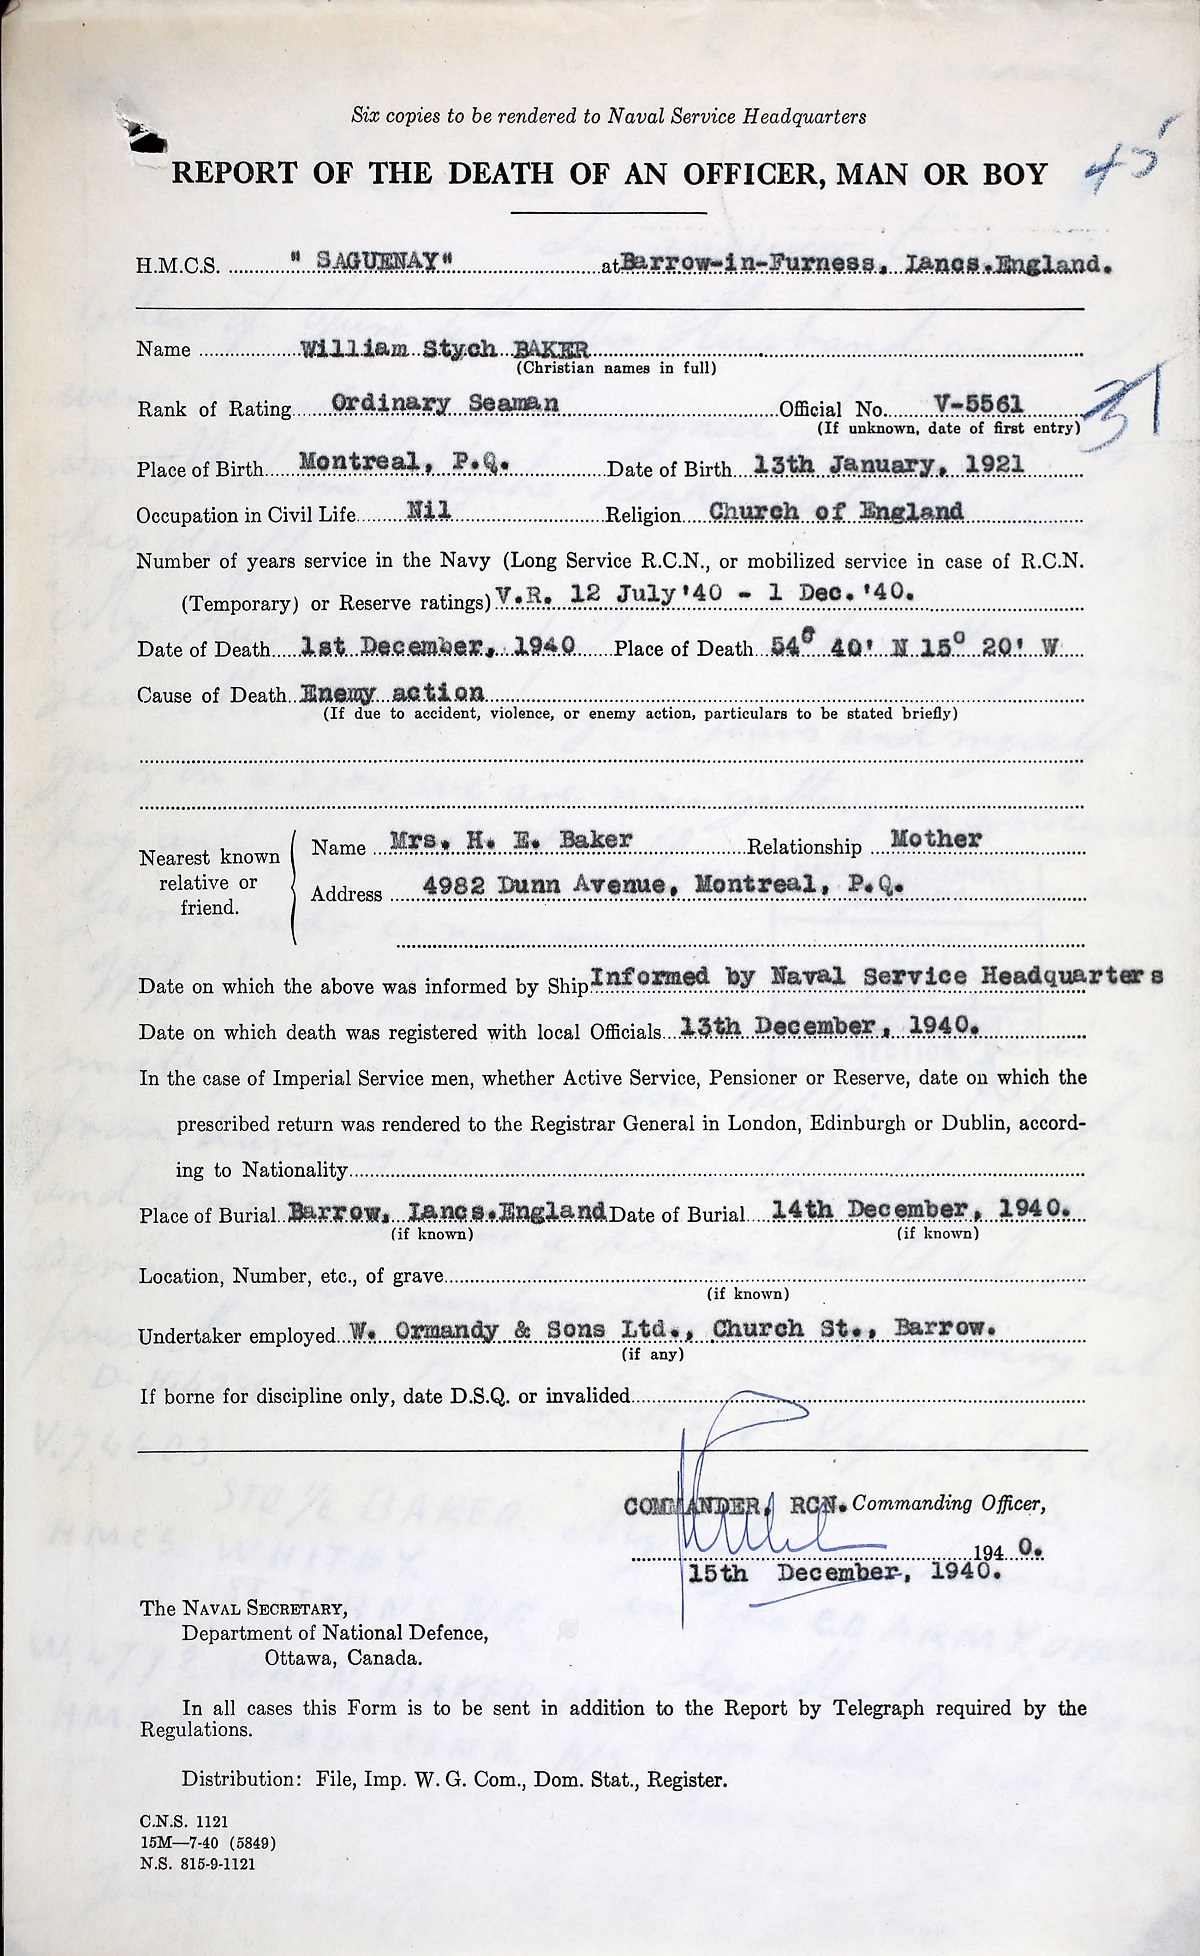 Six copies to be rendered to Naval Service Headquarters
REPORT OF THE DEATH OF AN OFFICER, MAN OR BOY
45
H.M.C.S. " SAGUENAY" at Barrow-in-Furness, Lancs.England.
Name William Stych BAKER
(Christian names in full)
Rank of Rating Ordinary Seaman Official No. V-5561
(If unknown, date of first entry)
31
Place of Birth Montreal, P.Q. Date of Birth 13th January, 1921
Occupation in Civil Life Nil Religion Church of England
Number of years service in the Navy (Long Service R.C.N., or mobilized service in case of R.C.N.
(Temporary) or Reserve ratings) V.R. 12 July'40 - 1 Dec.'40.
Date of Death 1st December, 1940 Place of Death 54° 40' N 15° 20' W
Cause of Death Enemy action
(If due to accident, violence, or enemy action, particulars to be stated briefly)
Nearest known relative or friend.
Name Mrs. H. E. Baker Relationship Mother
Address 4982 Dunn Avenue, Montreal, P.Q.
Date on which the above was informed by Ship Informed by Naval Service Headquarters
Date on which death was registered with local Officials 13th December, 1940.
In the case of Imperial Service men, whether Active Service, Pensioner or Reserve, date on which the
prescribed return was rendered to the Registrar General in London, Edinburgh or Dublin, accord-
ing to Nationality
Place of Burial Barrow, Lancs.England Date of Burial 14th December, 1940.
(if known) (if known)
Location, Number, etc., of grave
(if known)
Undertaker employed W. Ormandy & Sons Ltd., Church St., Barrow.
(if any)
If borne for discipline only, date D.S.Q. or invalided
COMMANDER, RCN. Commanding Officer,
194 0.
15th December, 1940.
The NAVAL SECRETARY,
Department of National Defence,
Ottawa, Canada.
In all cases this Form is to be sent in addition to the Report by Telegraph required by the
Regulations.
Distribution: File, Imp. W. G. Com., Dom. Stat., Register.
C.N.S. 1121
15M—7-40 (5849)
N.S. 815-9-1121